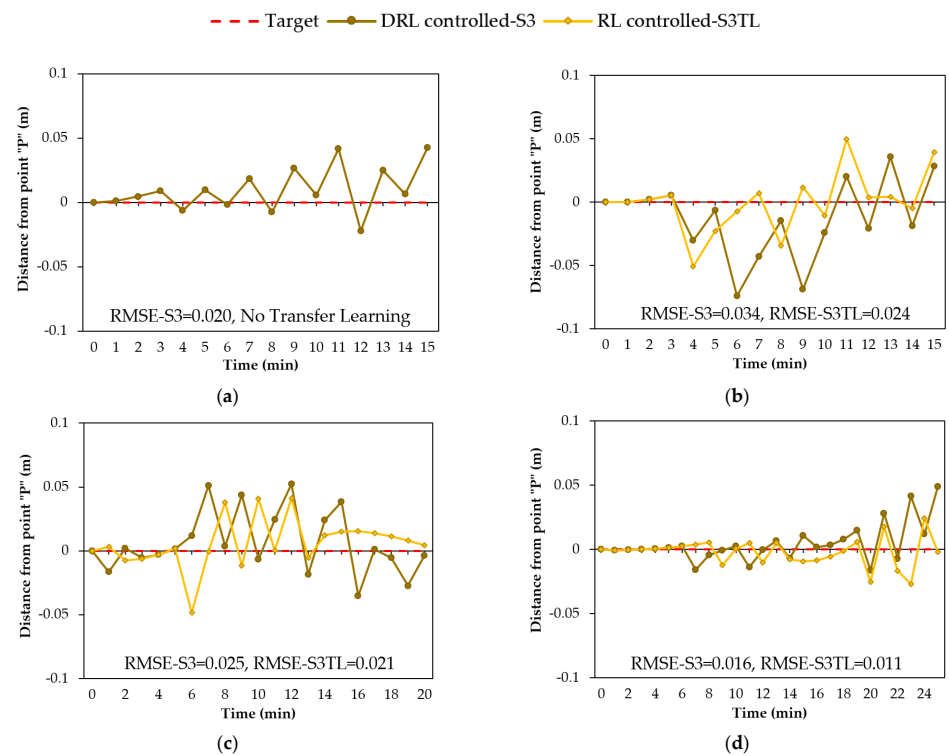 Target DRL controlled-S3 RL controlled-S3TL
Distance from point "P" (m)
0.1
0.05
0
-0.05
-0.1
RMSE-S3=0.020, No Transfer Learning
0 1 2 3 4 5 6 7 8 9 10 11 12 13 14 15
Time (min)
(a)
Distance from point "P" (m)
0.1
0.05
0
-0.05
-0.1
RMSE-S3=0.034, RMSE-S3TL=0.024
0 1 2 3 4 5 6 7 8 9 10 11 12 13 14 15
Time (min)
(b)
Distance from point "P" (m)
0.1
0.05
0
-0.05
-0.1
RMSE-S3=0.025, RMSE-S3TL=0.021
0 2 4 6 8 10 12 14 16 18 20
Time (min)
(c)
Distance from point "P" (m)
0.1
0.05
0
-0.05
-0.1
RMSE-S3=0.016, RMSE-S3TL=0.011
0 2 4 6 8 10 12 14 16 18 20 22 24
Time (min)
(d)